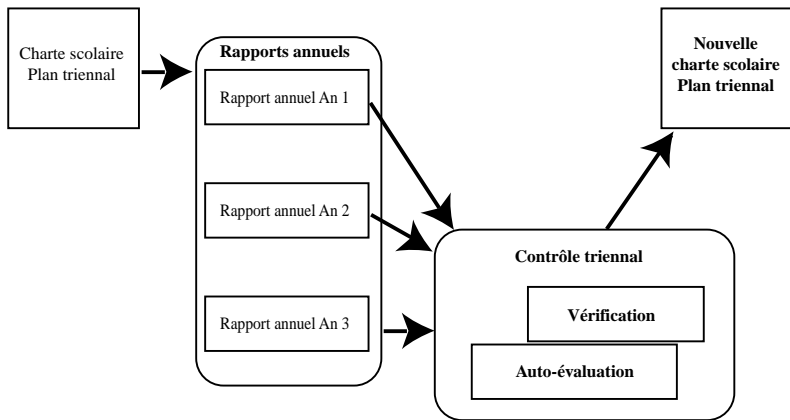 Charte scolaire
Plan triennal
Rapports annuels
Rapport annuel An 1
Rapport annuel An 2
Rapport annuel An 3
Contrôle triennal
Vérification
Auto-évaluation
Nouvelle
charte scolaire
Plan triennal